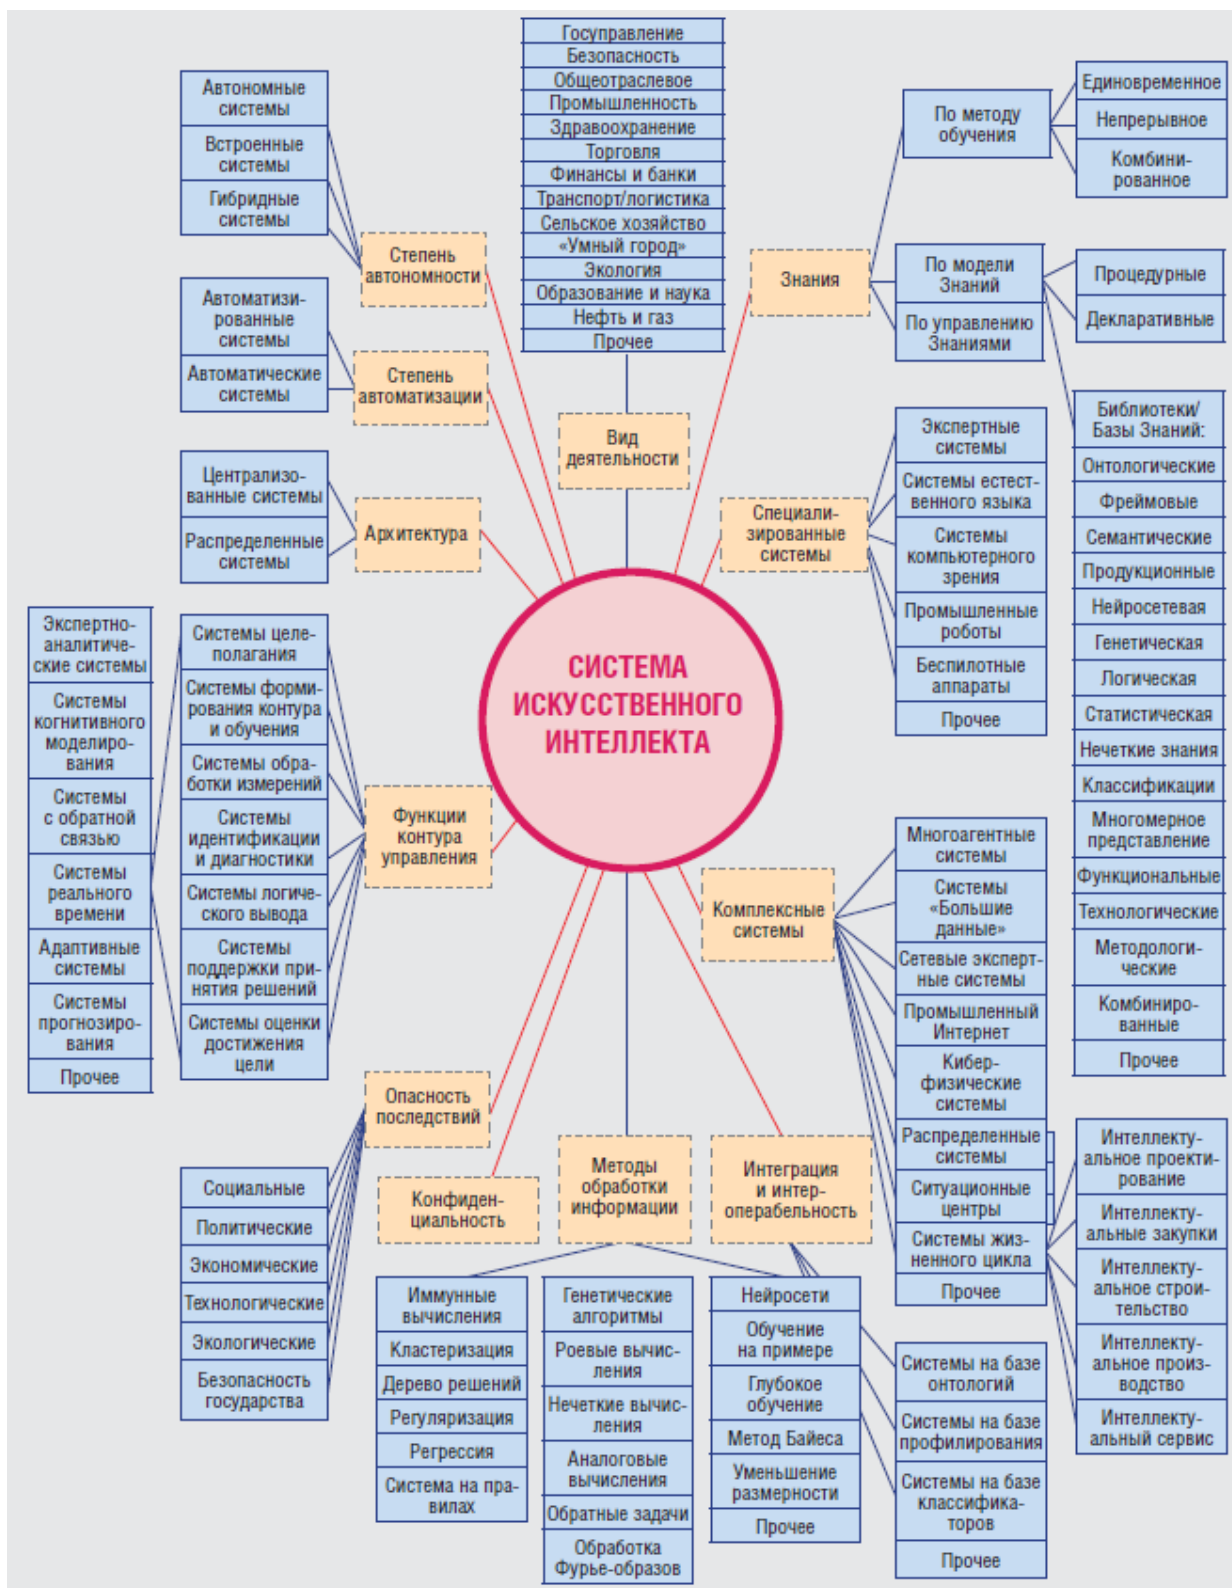 Госуправление
Безопасность
Общеотраслевое
Промышленность
Здравоохранение
Торговля
Финансы и банки
Транспорт/логистика
Сельское хозяйство
«Умный город»
Экология
Образование и наука
Нефть и газ
Прочее
Вид
деятельности
Автономные
системы
Встроенные
системы
Гибридные
системы
Степень
автономности
Автоматизи-
рованные
системы
Автоматические
системы
Степень
автоматизации
Централизо-
ванные системы
Распределенные
системы
Архитектура
Экспертно-
аналитиче-
ские системы
Системы
когнитивного
моделиро-
вания
Системы
с обратной
связью
Системы
реального
времени
Адаптивные
системы
Системы
прогнозиро-
вания
Прочее
Системы целе-
полагания
Системы форми-
рования контура
и обучения
Системы обра-
ботки измерений
Системы
идентификации
и диагностики
Системы логиче-
ского вывода
Системы
поддержки при-
нятия решений
Системы оценки
достижения
цели
Функции
контура
управления
СИСТЕМА
ИСКУССТВЕННОГО
ИНТЕЛЛЕКТА
Знания
По методу
обучения
Единовременное
Непрерывное
Комбини-
рованное
По модели
Знаний
По управлению
Знаниями
Процедурные
Декларативные
Библиотеки/
Базы Знаний:
Онтологические
Фреймовые
Семантические
Продукционные
Нейросетевая
Генетическая
Логическая
Статистическая
Нечеткие знания
Классификации
Многомерное
представление
Функциональные
Технологические
Методологи-
ческие
Комбиниро-
ванные
Прочее
Специали-
зированные
системы
Экспертные
системы
Системы естест-
венного языка
Системы
компьютерного
зрения
Промышленные
роботы
Беспилотные
аппараты
Прочее
Комплексные
системы
Многоагентные
системы
Системы
«Большие
данные»
Сетевые эксперт-
ные системы
Промышленный
Интернет
Кибер-
физические
системы
Распределенные
системы
Ситуационные
центры
Системы жиз-
ненного цикла
Прочее
Интеллекту-
альное проекти-
рование
Интеллекту-
альные закупки
Интеллекту-
альное строи-
тельство
Интеллекту-
альное произ-
водство
Интеллекту-
альный сервис
Опасность
последствий
Социальные
Политические
Экономические
Технологические
Экологические
Безопасность
государства
Конфиден-
циальность
Методы
обработки
информации
Интеграция
и интер-
операбельность
Иммунные
вычисления
Кластеризация
Дерево решений
Регуляризация
Регрессия
Система на пра-
вилах
Генетические
алгоритмы
Роевые вычис-
ления
Нечеткие вычис-
ления
Аналоговые
вычисления
Обратные задачи
Обработка
Фурье-образов
Нейросети
Обучение
на примере
Глубокое
обучение
Метод Байеса
Уменьшение
размерности
Прочее
Системы на базе
онтологий
Системы на базе
профилирования
Системы на базе
классифика-
торов
Прочее